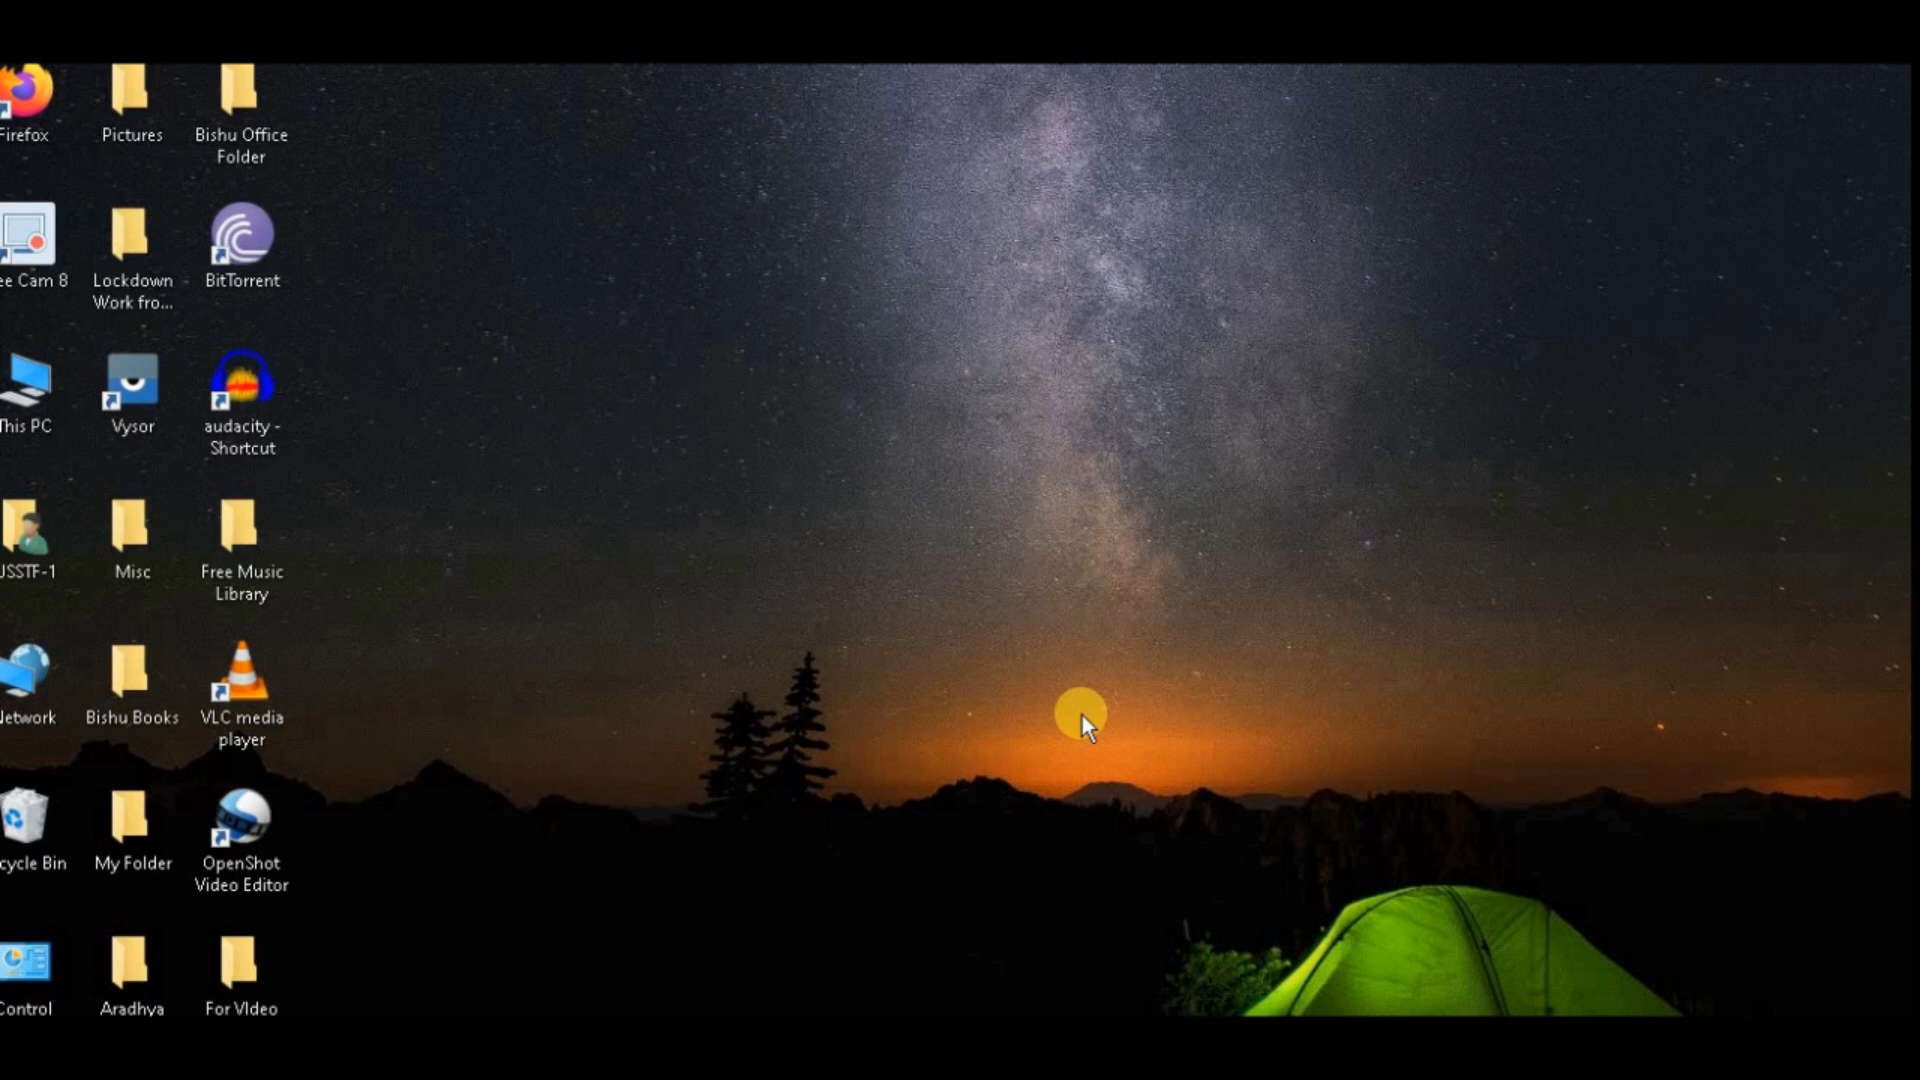 Firefox
Pictures
Bishu Office
Folder
ee Cam 8
Lockdown
Work fro...
BitTorrent
This PC
Vysor
audacity -
Shortcut
JSSTF-1
Misc
Free Music
Library
Network
Bishu Books
VLC media
player
cycle Bin
My Folder
OpenShot
Video Editor
Control
Aradhya
For VIdeo